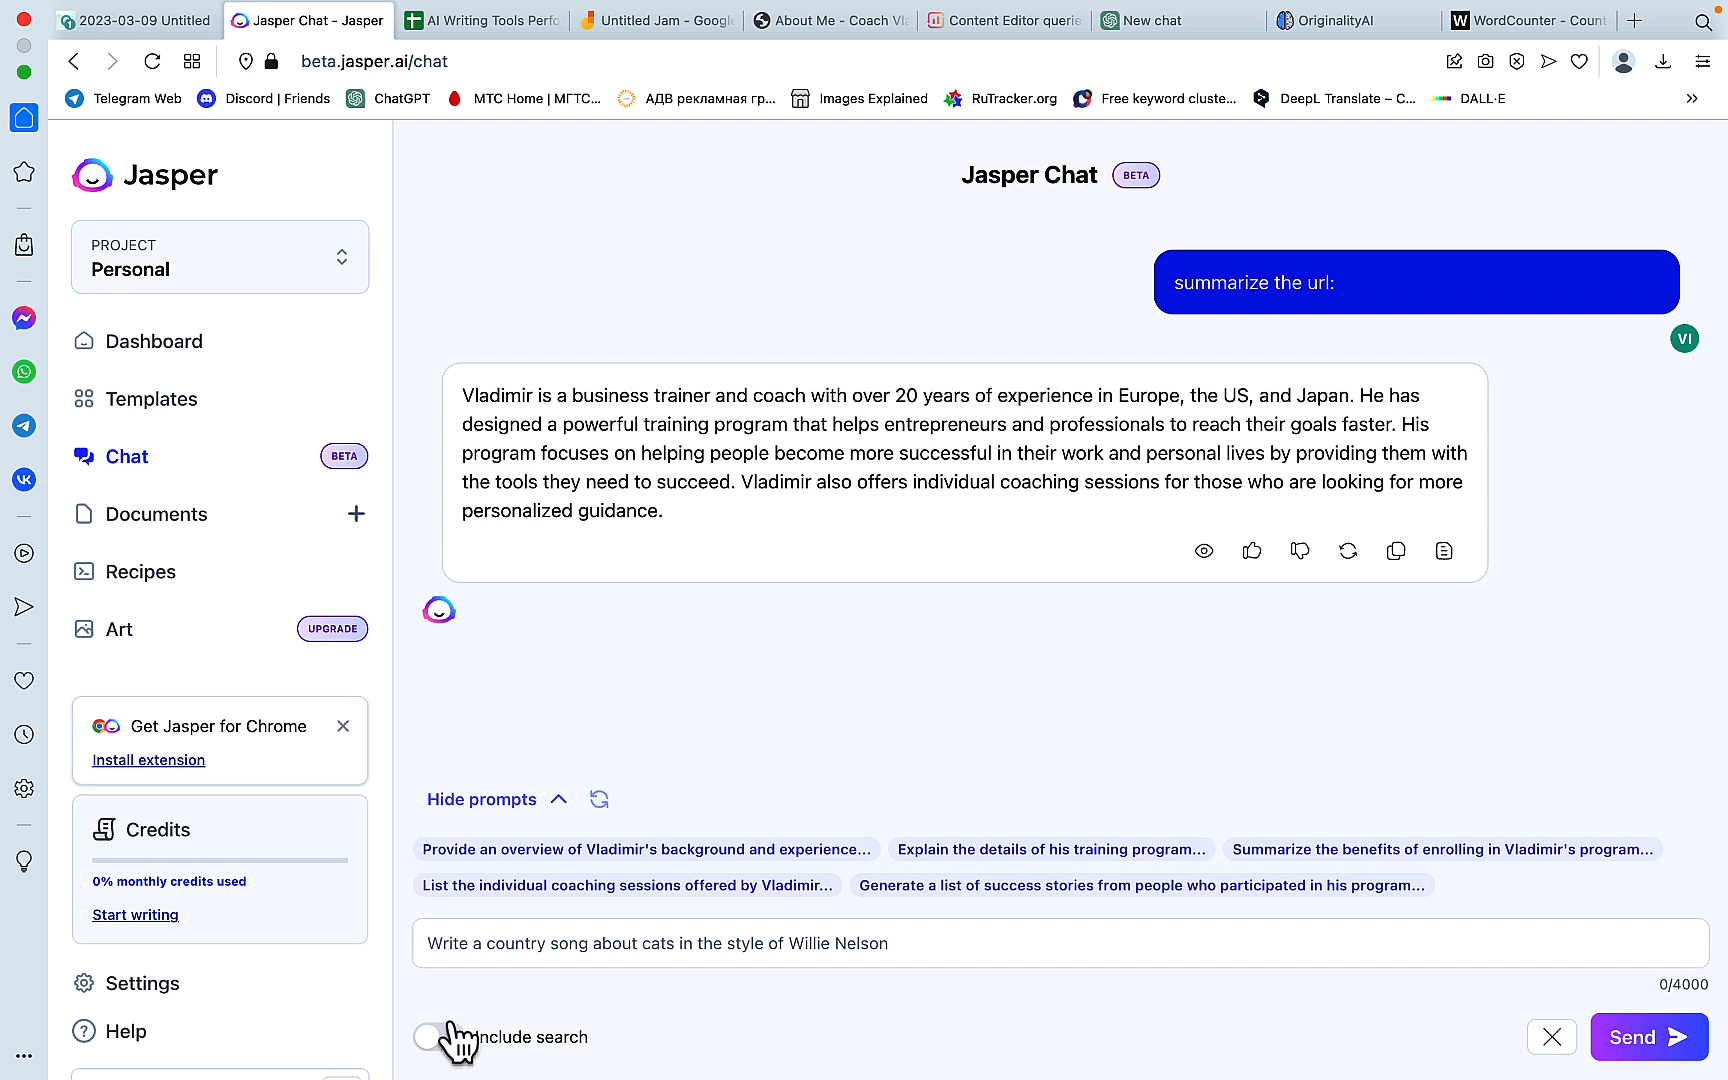 2023-03-09 Untitled
Jasper Chat - Jasper
AI Writing Tools Perfo
Untitled Jam - Google
About Me - Coach Vla
Content Editor querie
New chat
OriginalityAI
WordCounter - Count
beta.jasper.ai/chat
Telegram Web
Discord | Friends
ChatGPT
МТС Home | МГТС...
АДВ рекламная гр...
Images Explained
RuTracker.org
Free keyword cluste...
DeepL Translate – C...
DALL·E
Jasper
PROJECT
Personal
Dashboard
Templates
Chat BETA
Documents
Recipes
Art UPGRADE
Get Jasper for Chrome
Install extension
Credits
0% monthly credits used
Start writing
Settings
Help
Jasper Chat BETA
summarize the url:
VI
Vladimir is a business trainer and coach with over 20 years of experience in Europe, the US, and Japan. He has
designed a powerful training program that helps entrepreneurs and professionals to reach their goals faster. His
program focuses on helping people become more successful in their work and personal lives by providing them with
the tools they need to succeed. Vladimir also offers individual coaching sessions for those who are looking for more
personalized guidance.
Hide prompts
Provide an overview of Vladimir's background and experience...
Explain the details of his training program...
Summarize the benefits of enrolling in Vladimir's program...
List the individual coaching sessions offered by Vladimir...
Generate a list of success stories from people who participated in his program...
Write a country song about cats in the style of Willie Nelson
0/4000
Include search
Send